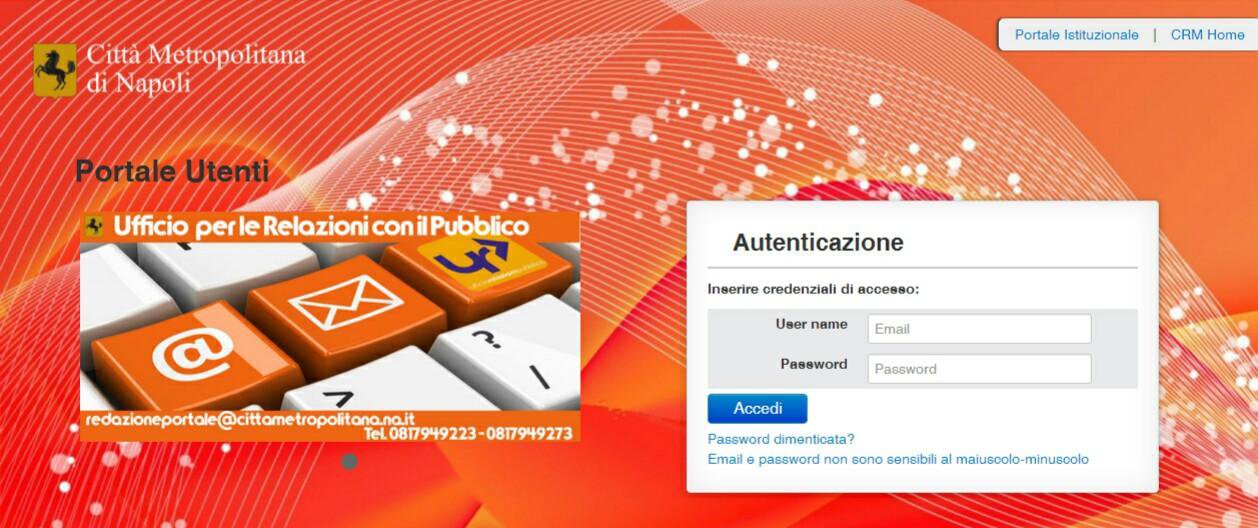 Portale Istituzionale | CRM Home
Città Metropolitana
di Napoli
Portale Utenti
Ufficio per le Relazioni con il Pubblico
@
?
/
redazioneportale@cittametropolitana.na.it
Tel. 0817949223 - 0817949273
Autenticazione
Inserire credenziali di accesso:
User name Email
Password Password
Accedi
Password dimenticata?
Email e password non sono sensibili al maiuscolo-minuscolo